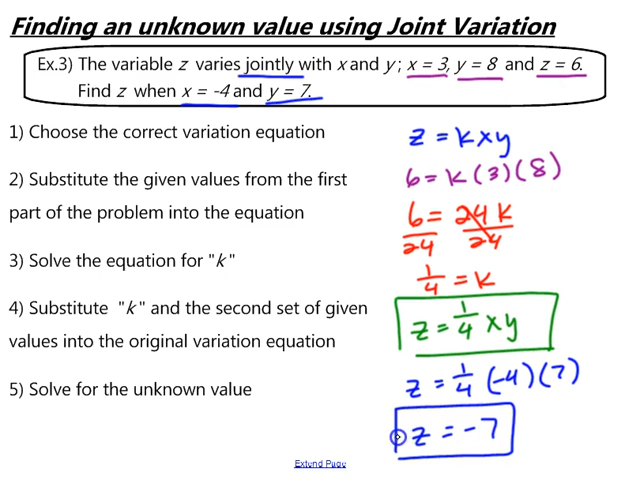 Finding an unknown value using Joint Variation
Ex.3) The variable z varies jointly with x and y; x = 3, y = 8 and z = 6.
Find z when x = -4 and y = 7.
1) Choose the correct variation equation
z = kxy
2) Substitute the given values from the first
part of the problem into the equation
6 = k(3)(8)
6 = 24k
24 24
3) Solve the equation for "k"
1/4 = k
4) Substitute "k" and the second set of given
values into the original variation equation
z = 1/4 xy
z = 1/4 (-4)(7)
5) Solve for the unknown value
z = -7
Extend Page